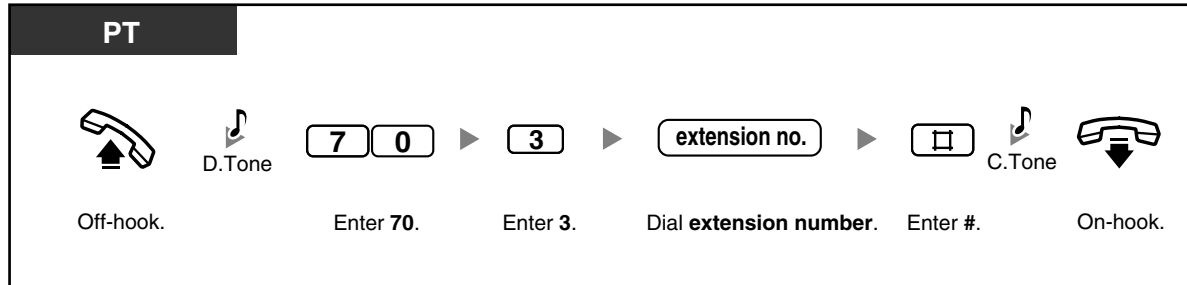 PT
D.Tone
7 0
3
extension no.
#
C.Tone
Off-hook.
Enter 70.
Enter 3.
Dial extension number.
Enter #.
On-hook.